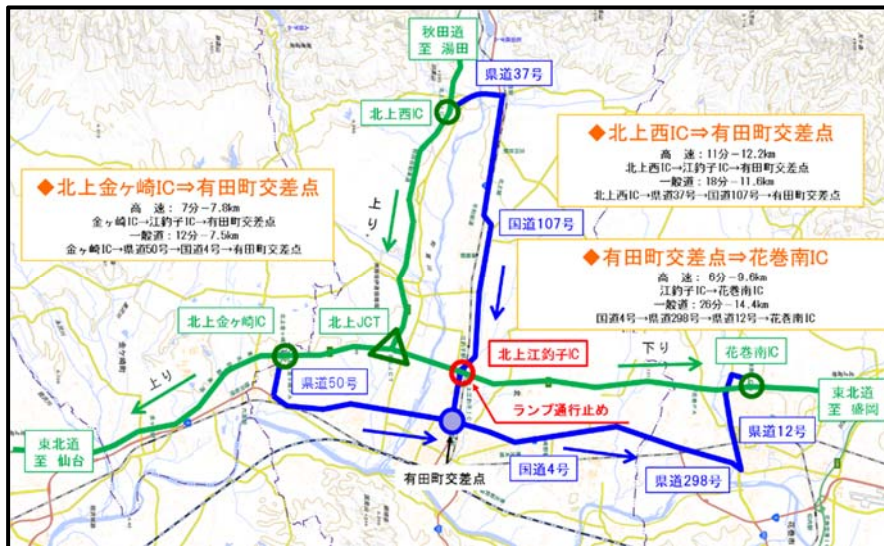 秋田道
至 湯田
県道37号
北上西IC
◆北上西IC⇒有田町交差点
高 速：11分－12.2km
北上西IC→江釣子IC→有田町交差点
一般道：18分－11.6km
北上西IC→県道37号→国道107号→有田町交差点
◆北上金ヶ崎IC⇒有田町交差点
高 速：7分－7.8km
金ヶ崎IC→江釣子IC→有田町交差点
一般道：12分－7.5km
金ヶ崎IC→県道50号→国道4号→有田町交差点
上り
国道107号
◆有田町交差点⇒花巻南IC
高 速：6分－9.6km
江釣子IC→花巻南IC
一般道：26分－14.4km
国道4号→県道298号→県道12号→花巻南IC
北上金ヶ崎IC
北上JCT
北上江釣子IC
下り
花巻南IC
金ヶ崎町
上り
県道50号
ランプ通行止め
東北道
至 盛岡
東北道
至 仙台
県道12号
有田町交差点
国道4号
県道298号
花巻市